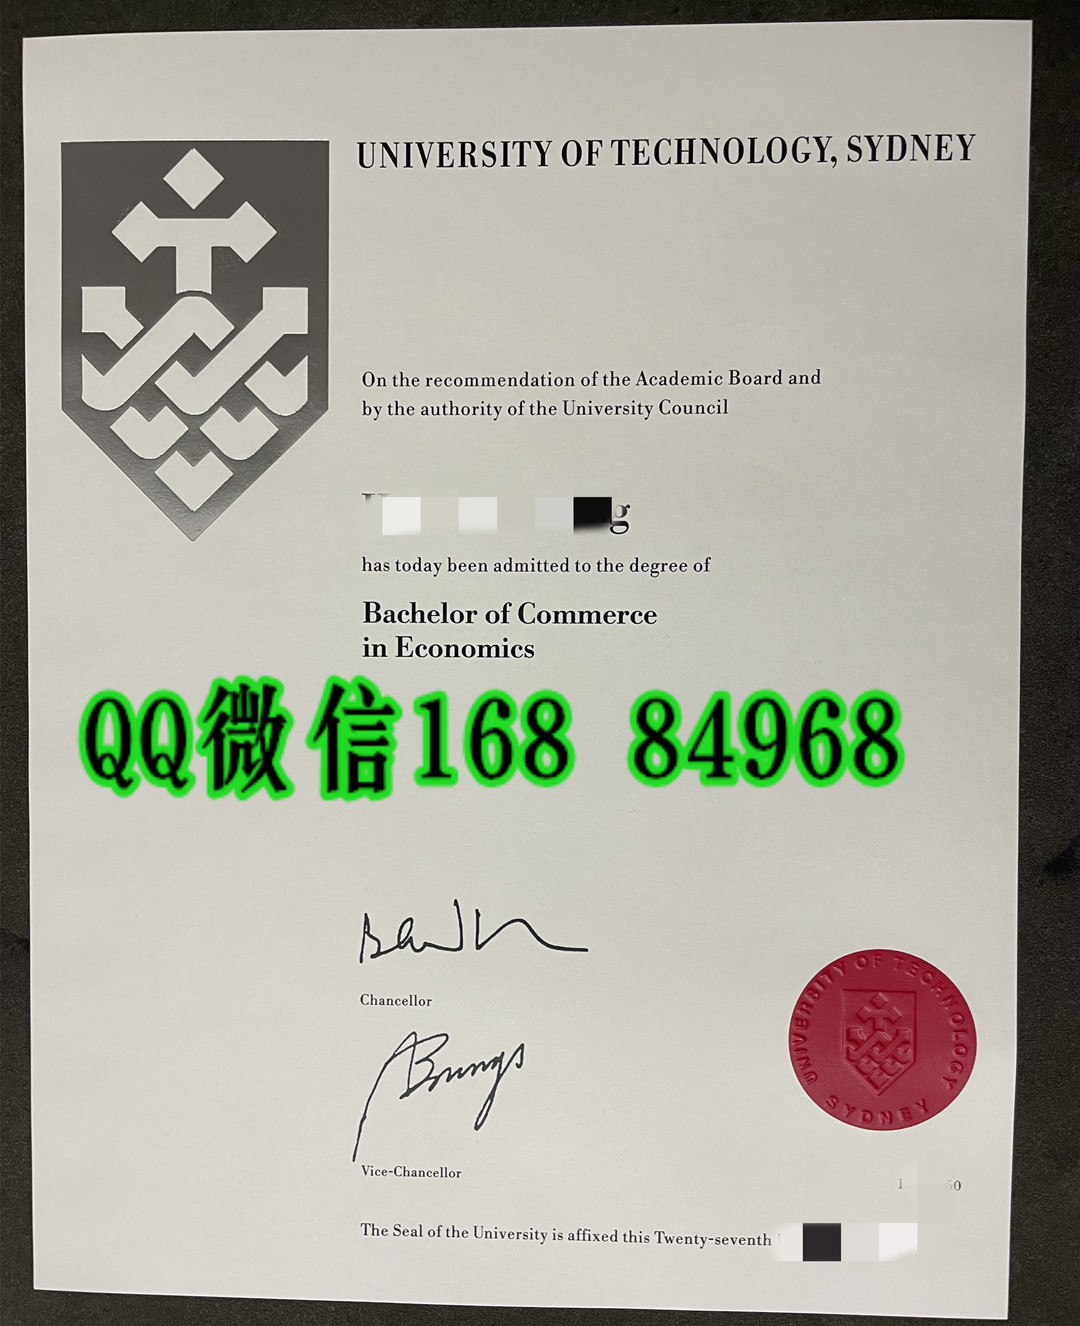 UNIVERSITY OF TECHNOLOGY, SYDNEY
On the recommendation of the Academic Board and
by the authority of the University Council
has today been admitted to the degree of
Bachelor of Commerce
in Economics
QQ微信168 84968
Chancellor
ABrungs
Vice-Chancellor
UNIVERSITY OF TECHNOLOGY
SYDNEY
The Seal of the University is affixed this Twenty-seventh